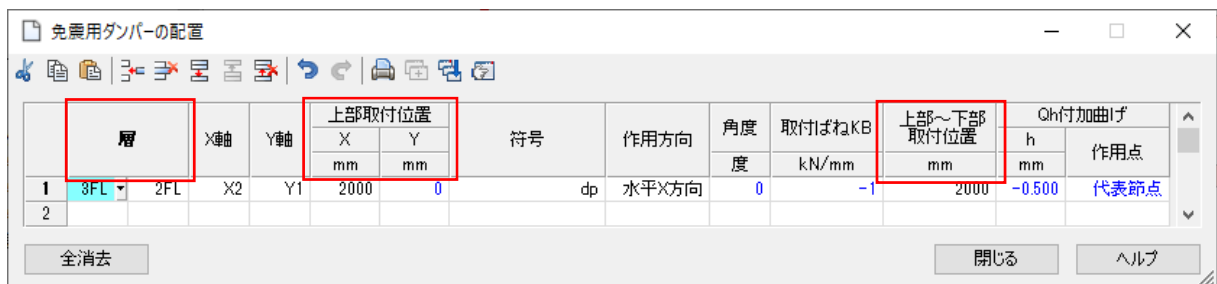 免震用ダンパーの配置
層 X軸 Y軸 上部取付位置 符号 作用方向 角度 取付ばねKB 上部～下部取付位置 Qh付加曲げ
X Y h 作用点
mm mm 度 kN/mm mm mm
1 3FL 2FL X2 Y1 2000 0 dp 水平X方向 0 -1 2000 -0.500 代表節点
2
全消去 閉じる ヘルプ